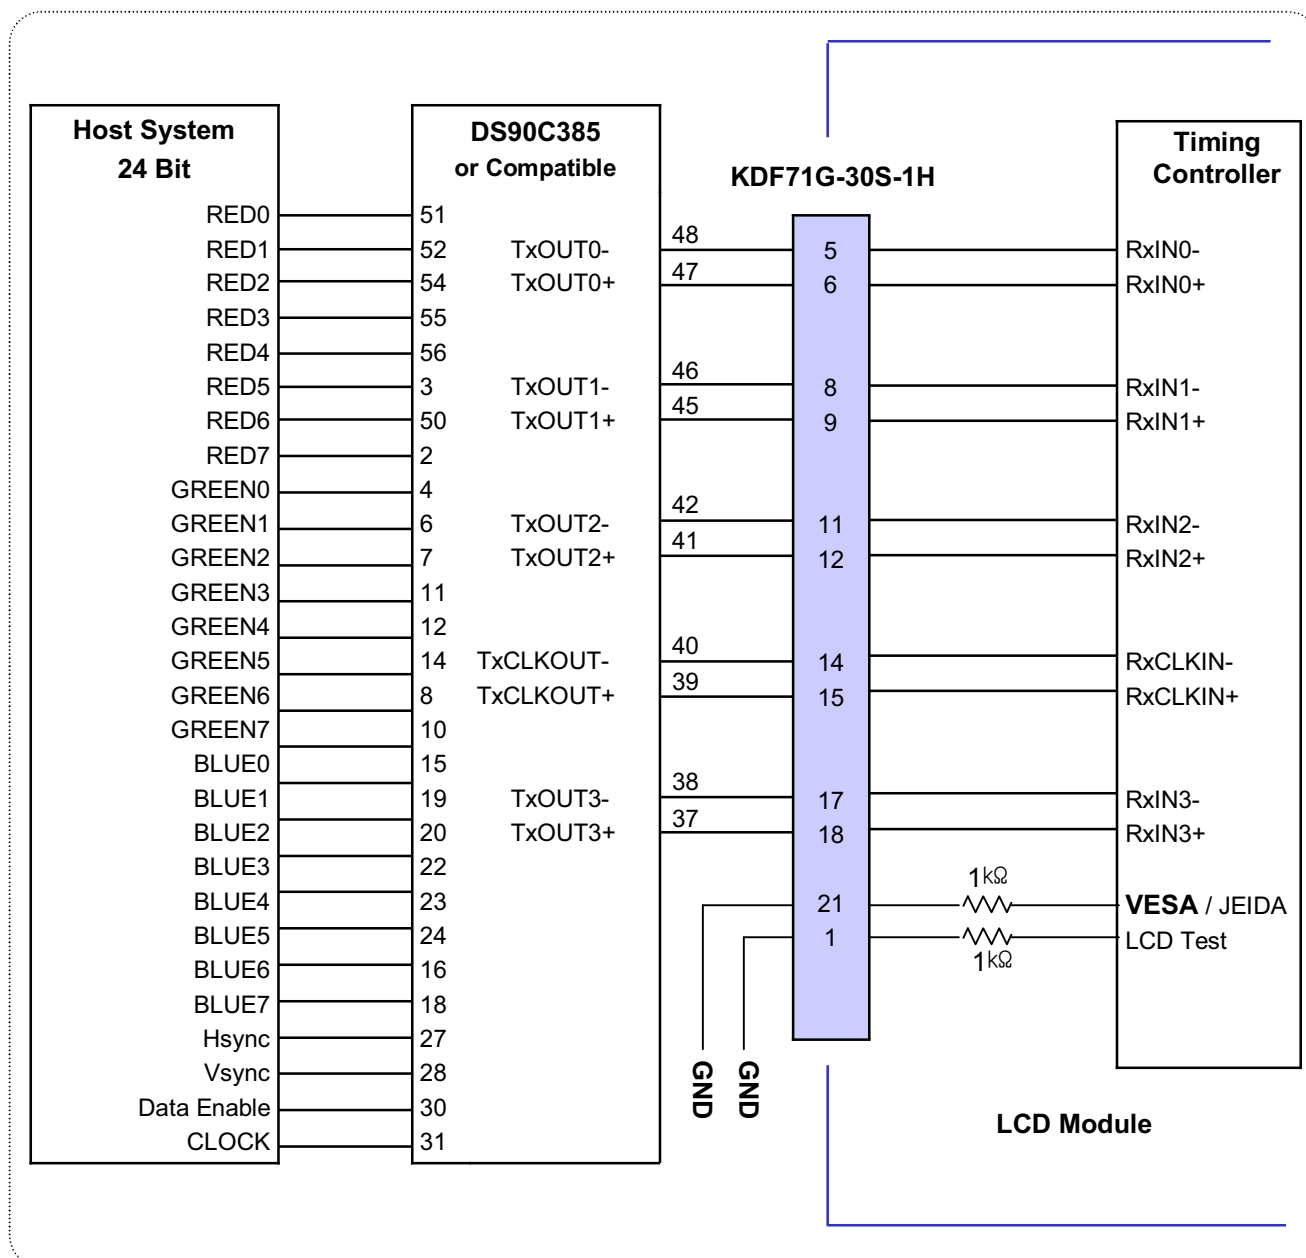 Host System
24 Bit
DS90C385
or Compatible
KDF71G-30S-1H
Timing
Controller
RED0 51
RED1 52 TxOUT0- 48 5 RxIN0-
RED2 54 TxOUT0+ 47 6 RxIN0+
RED3 55
RED4 56
RED5 3 TxOUT1- 46 8 RxIN1-
RED6 50 TxOUT1+ 45 9 RxIN1+
RED7 2
GREEN0 4
GREEN1 6 TxOUT2- 42 11 RxIN2-
GREEN2 7 TxOUT2+ 41 12 RxIN2+
GREEN3 11
GREEN4 12
GREEN5 14 TxCLKOUT- 40 14 RxCLKIN-
GREEN6 8 TxCLKOUT+ 39 15 RxCLKIN+
GREEN7 10
BLUE0 15
BLUE1 19 TxOUT3- 38 17 RxIN3-
BLUE2 20 TxOUT3+ 37 18 RxIN3+
BLUE3 22
1kΩ
BLUE4 23 21 VESA / JEIDA
BLUE5 24 1 LCD Test
1kΩ
BLUE6 16
BLUE7 18
Hsync 27
Vsync 28
Data Enable 30
CLOCK 31
GND
GND
LCD Module